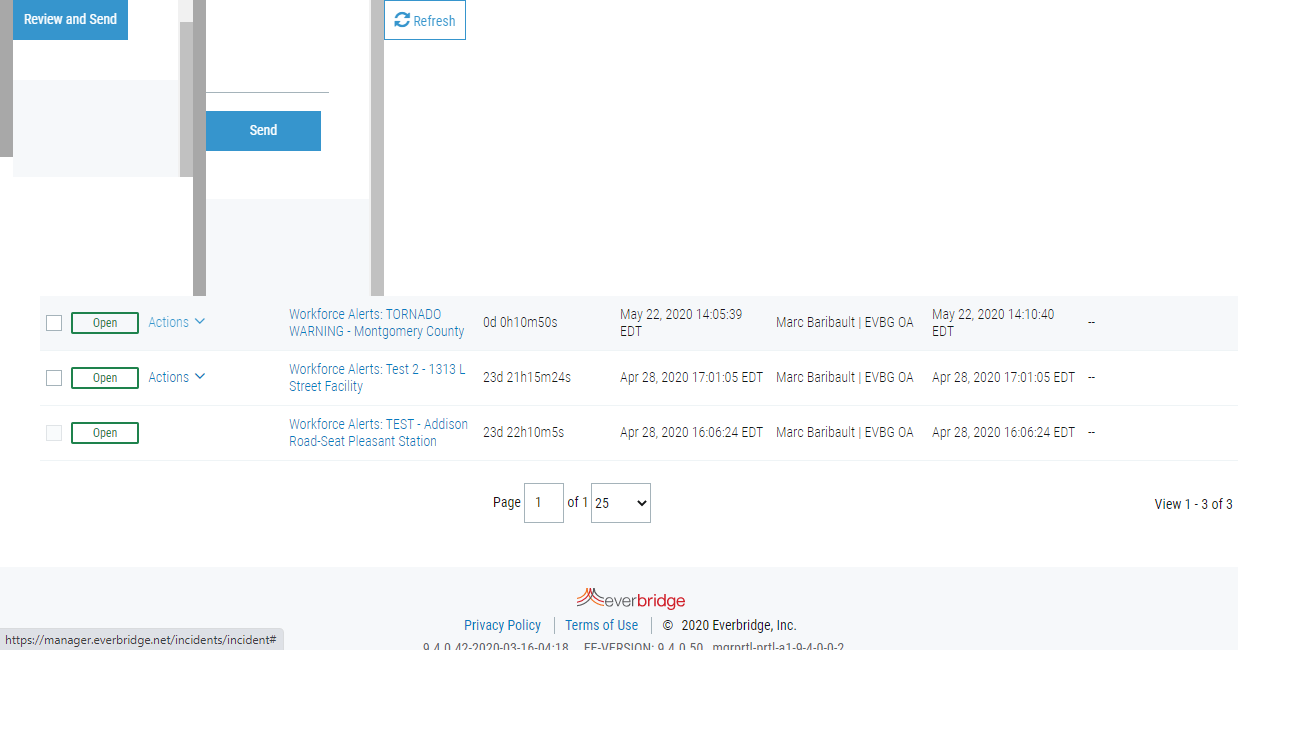 Review and Send
Refresh
Send
Open Actions Workforce Alerts: TORNADO WARNING - Montgomery County 0d 0h10m50s May 22, 2020 14:05:39 EDT Marc Baribault | EVBG OA May 22, 2020 14:10:40 EDT --
Open Actions Workforce Alerts: Test 2 - 1313 L Street Facility 23d 21h15m24s Apr 28, 2020 17:01:05 EDT Marc Baribault | EVBG OA Apr 28, 2020 17:01:05 EDT --
Open Workforce Alerts: TEST - Addison Road-Seat Pleasant Station 23d 22h10m5s Apr 28, 2020 16:06:24 EDT Marc Baribault | EVBG OA Apr 28, 2020 16:06:24 EDT --
Page 1 of 1 25 View 1 - 3 of 3
everbridge
Privacy Policy Terms of Use © 2020 Everbridge, Inc.
https://manager.everbridge.net/incidents/incident#
9.4.0.42-2020-03-16-04:18 EF-VERSION: 9.4.0.50 mgrprtl-prtl-a1-9-4-0-0-2